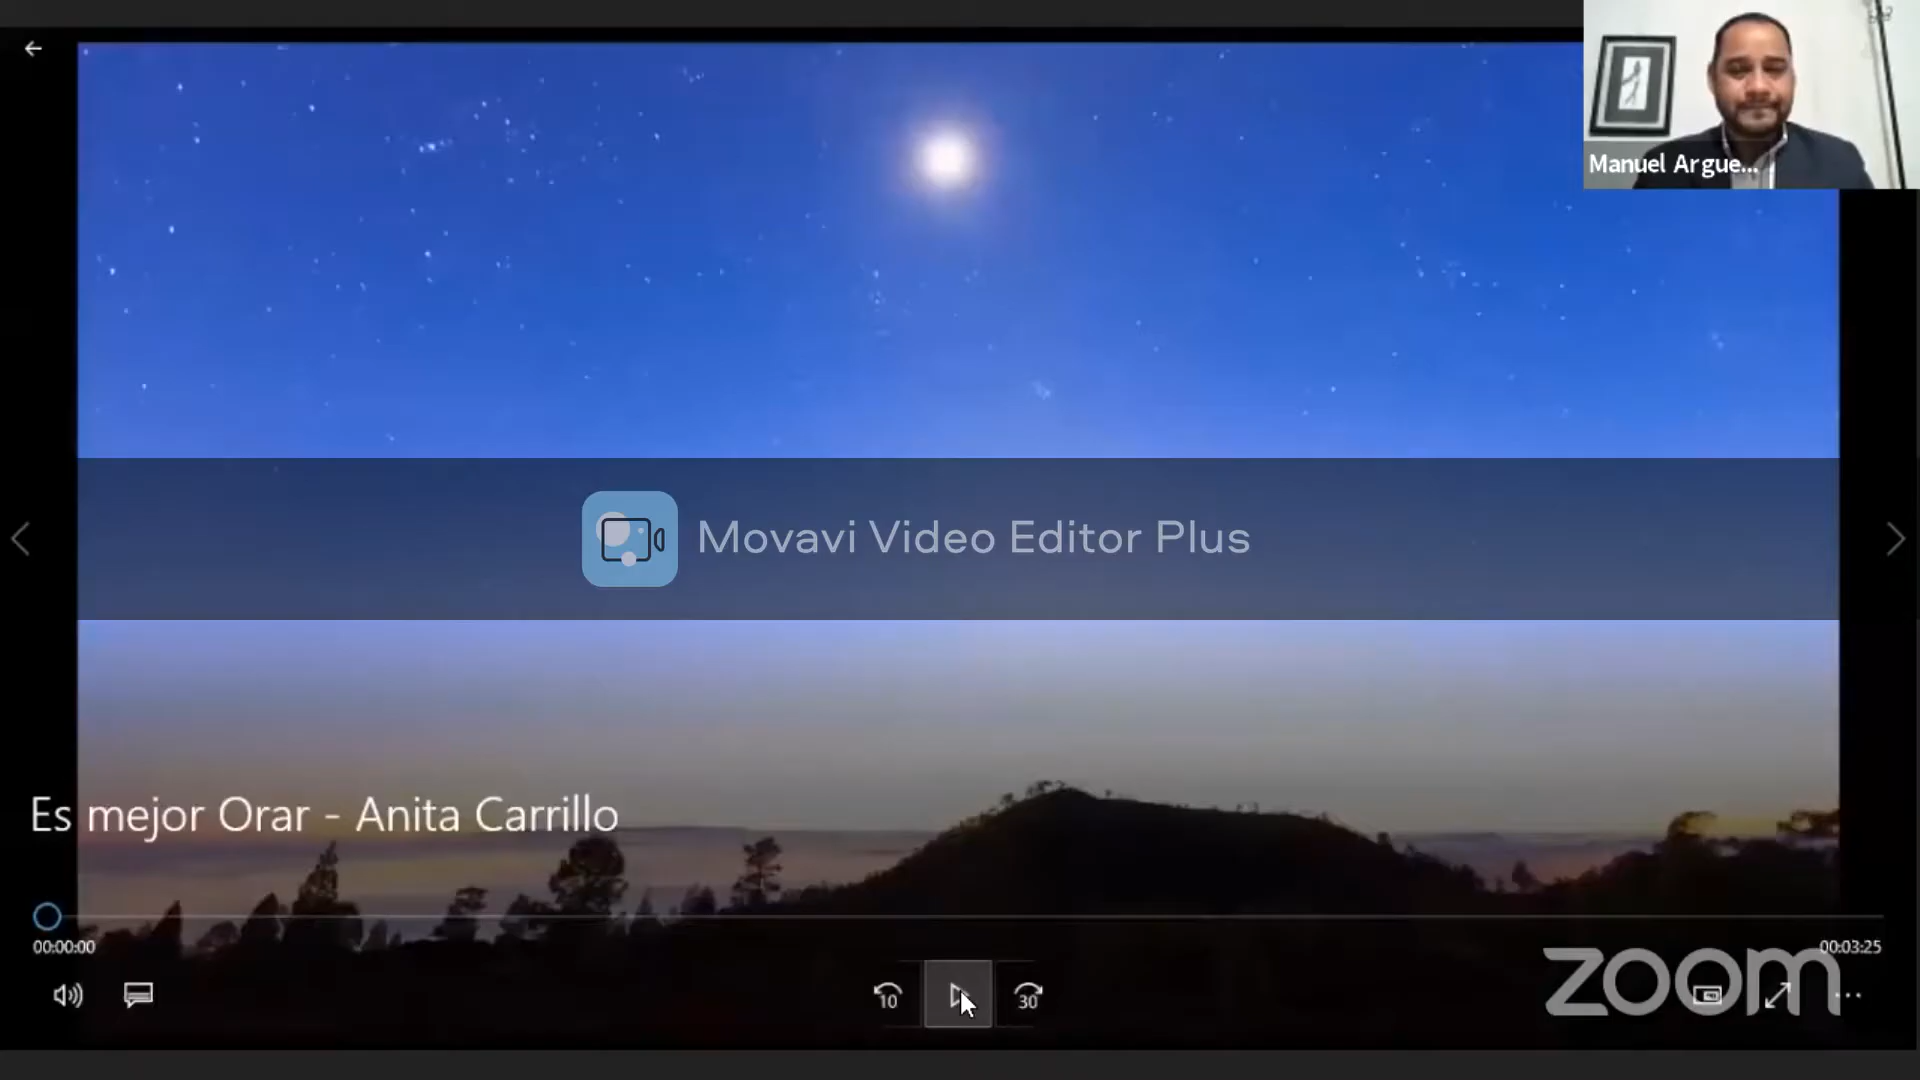 Manuel Argue...
Movavi Video Editor Plus
Es mejor Orar - Anita Carrillo
00:00:00
00:03:25
10
30
zoom